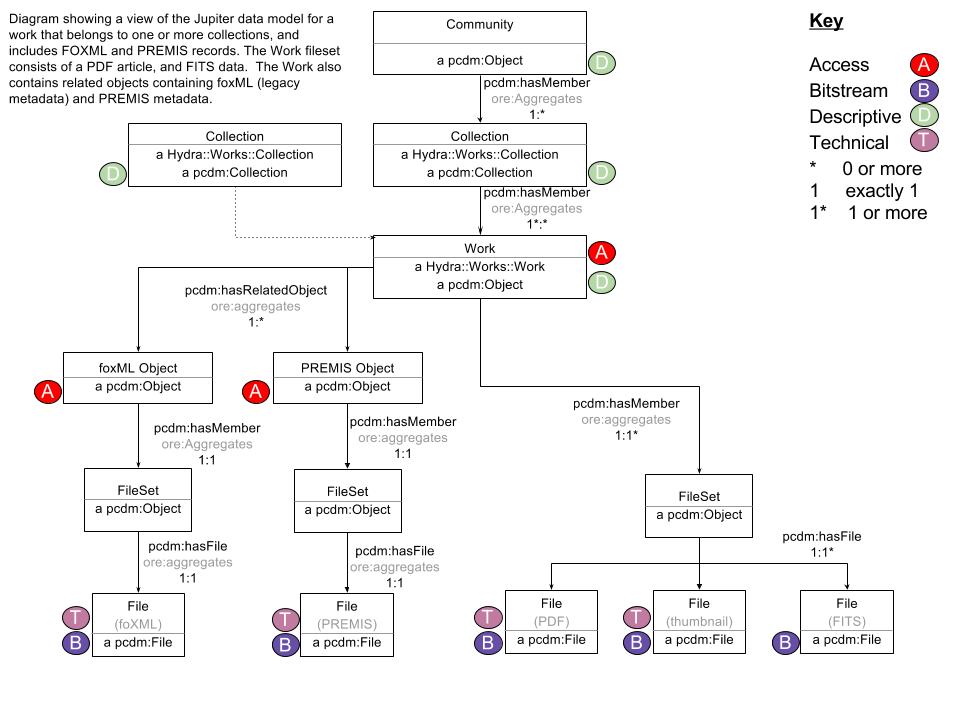 Diagram showing a view of the Jupiter data model for a
work that belongs to one or more collections, and
includes FOXML and PREMIS records. The Work fileset
consists of a PDF article, and FITS data.  The Work also
contains related objects containing foxML (legacy
metadata) and PREMIS metadata.
Key
Access A
Bitstream B
Descriptive D
Technical T
* 0 or more
1 exactly 1
1* 1 or more
Community
a pcdm:Object
D
pcdm:hasMember
ore:Aggregates
1:*
Collection
a Hydra::Works::Collection
a pcdm:Collection
D
Collection
a Hydra::Works::Collection
a pcdm:Collection
D
pcdm:hasMember
ore:Aggregates
1*:*
Work
a Hydra::Works::Work
a pcdm:Object
A
D
pcdm:hasRelatedObject
ore:aggregates
1:*
foxML Object
a pcdm:Object
A
PREMIS Object
a pcdm:Object
A
pcdm:hasMember
ore:Aggregates
1:1
pcdm:hasMember
ore:aggregates
1:1
pcdm:hasMember
ore:aggregates
1:1*
FileSet
a pcdm:Object
FileSet
a pcdm:Object
FileSet
a pcdm:Object
pcdm:hasFile
ore:aggregates
1:1
pcdm:hasFile
ore:aggregates
1:1
pcdm:hasFile
1:1*
File
(foXML)
a pcdm:File
T
B
File
(PREMIS)
a pcdm:File
T
B
File
(PDF)
a pcdm:File
T
B
File
(thumbnail)
a pcdm:File
T
B
File
(FITS)
a pcdm:File
B